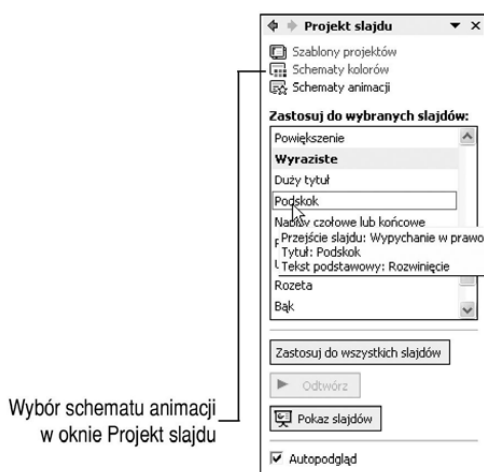 Projekt slajdu
Szablony projektów
Schematy kolorów
Schematy animacji
Zastosuj do wybranych slajdów:
Powiększenie
Wyraziste
Duży tytuł
Podskok
Napisy czołowe lub końcowe
Przejście slajdu: Wypychanie w prawo
Tytuł: Podskok
Tekst podstawowy: Rozwinięcie
Rozeta
Bąk
Zastosuj do wszystkich slajdów
Odtwórz
Pokaz slajdów
Autopodgląd
Wybór schematu animacji
w oknie Projekt slajdu